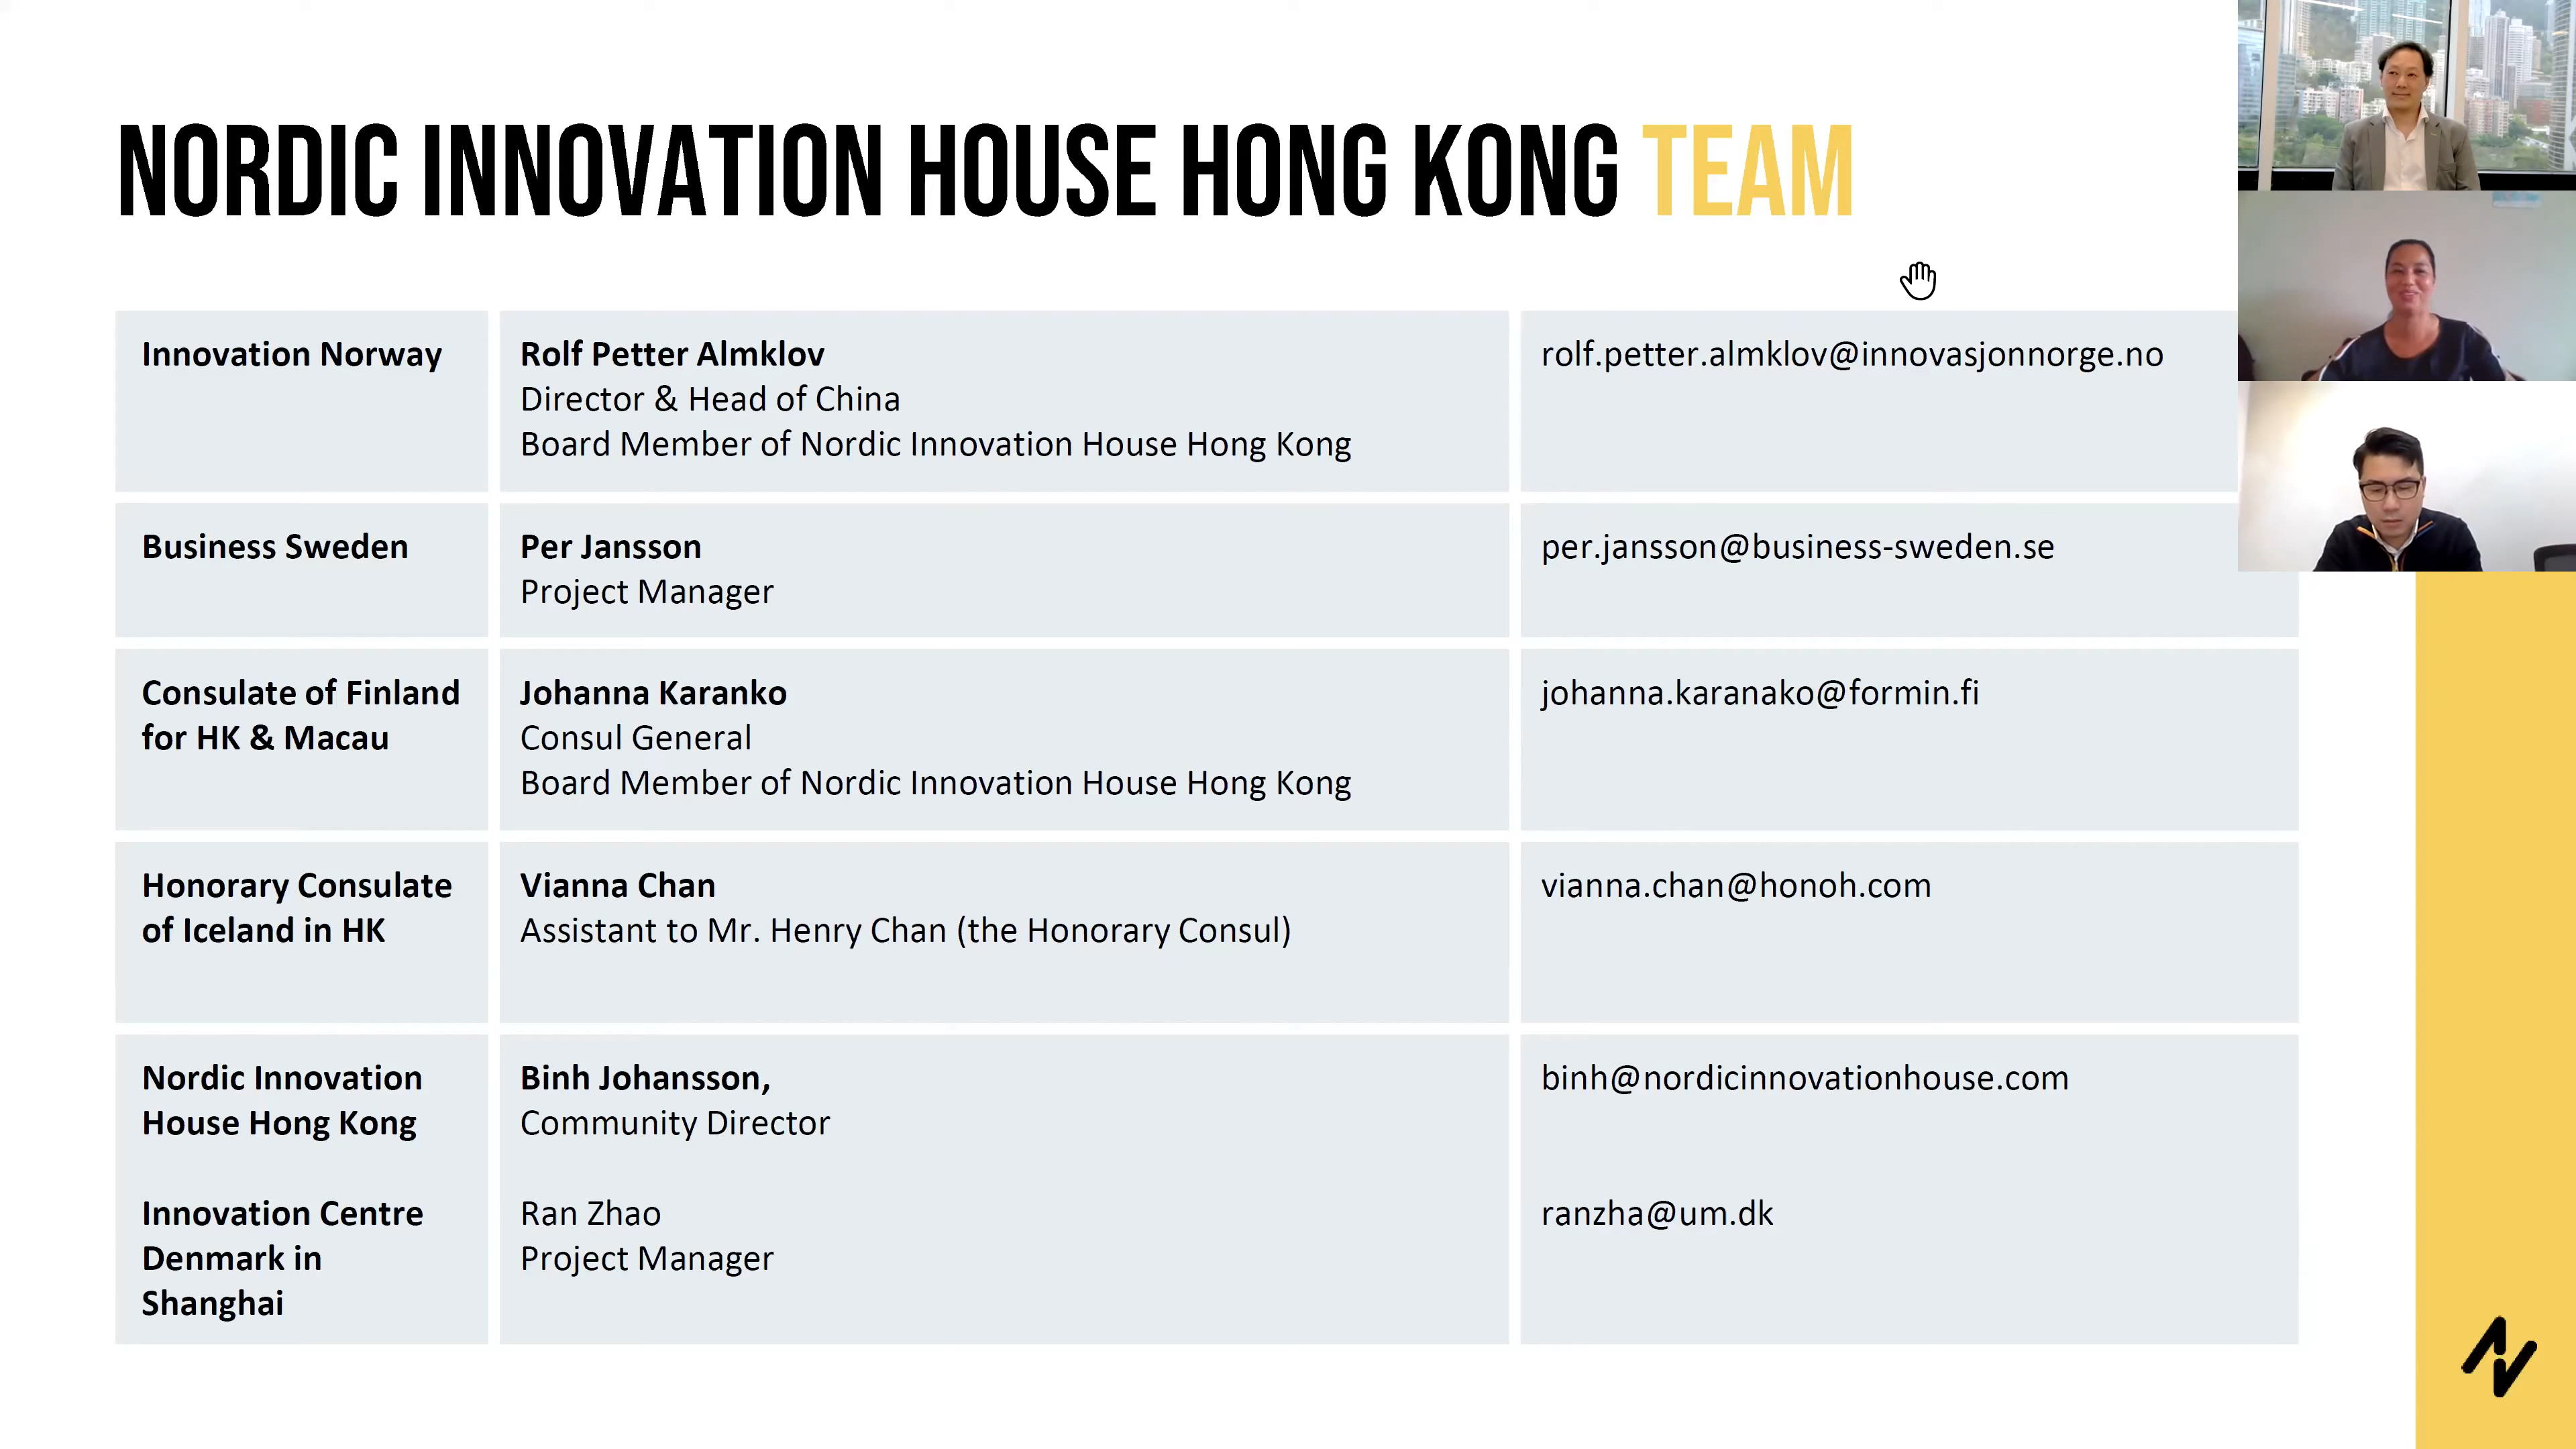 NORDIC INNOVATION HOUSE HONG KONG TEAM
Innovation Norway
Rolf Petter Almklov
Director & Head of China
Board Member of Nordic Innovation House Hong Kong
rolf.petter.almklov@innovasjonnorge.no
Business Sweden
Per Jansson
Project Manager
per.jansson@business-sweden.se
Consulate of Finland
for HK & Macau
Johanna Karanko
Consul General
Board Member of Nordic Innovation House Hong Kong
johanna.karanako@formin.fi
Honorary Consulate
of Iceland in HK
Vianna Chan
Assistant to Mr. Henry Chan (the Honorary Consul)
vianna.chan@honoh.com
Nordic Innovation
House Hong Kong
Binh Johansson,
Community Director
binh@nordicinnovationhouse.com
Innovation Centre
Denmark in
Shanghai
Ran Zhao
Project Manager
ranzha@um.dk